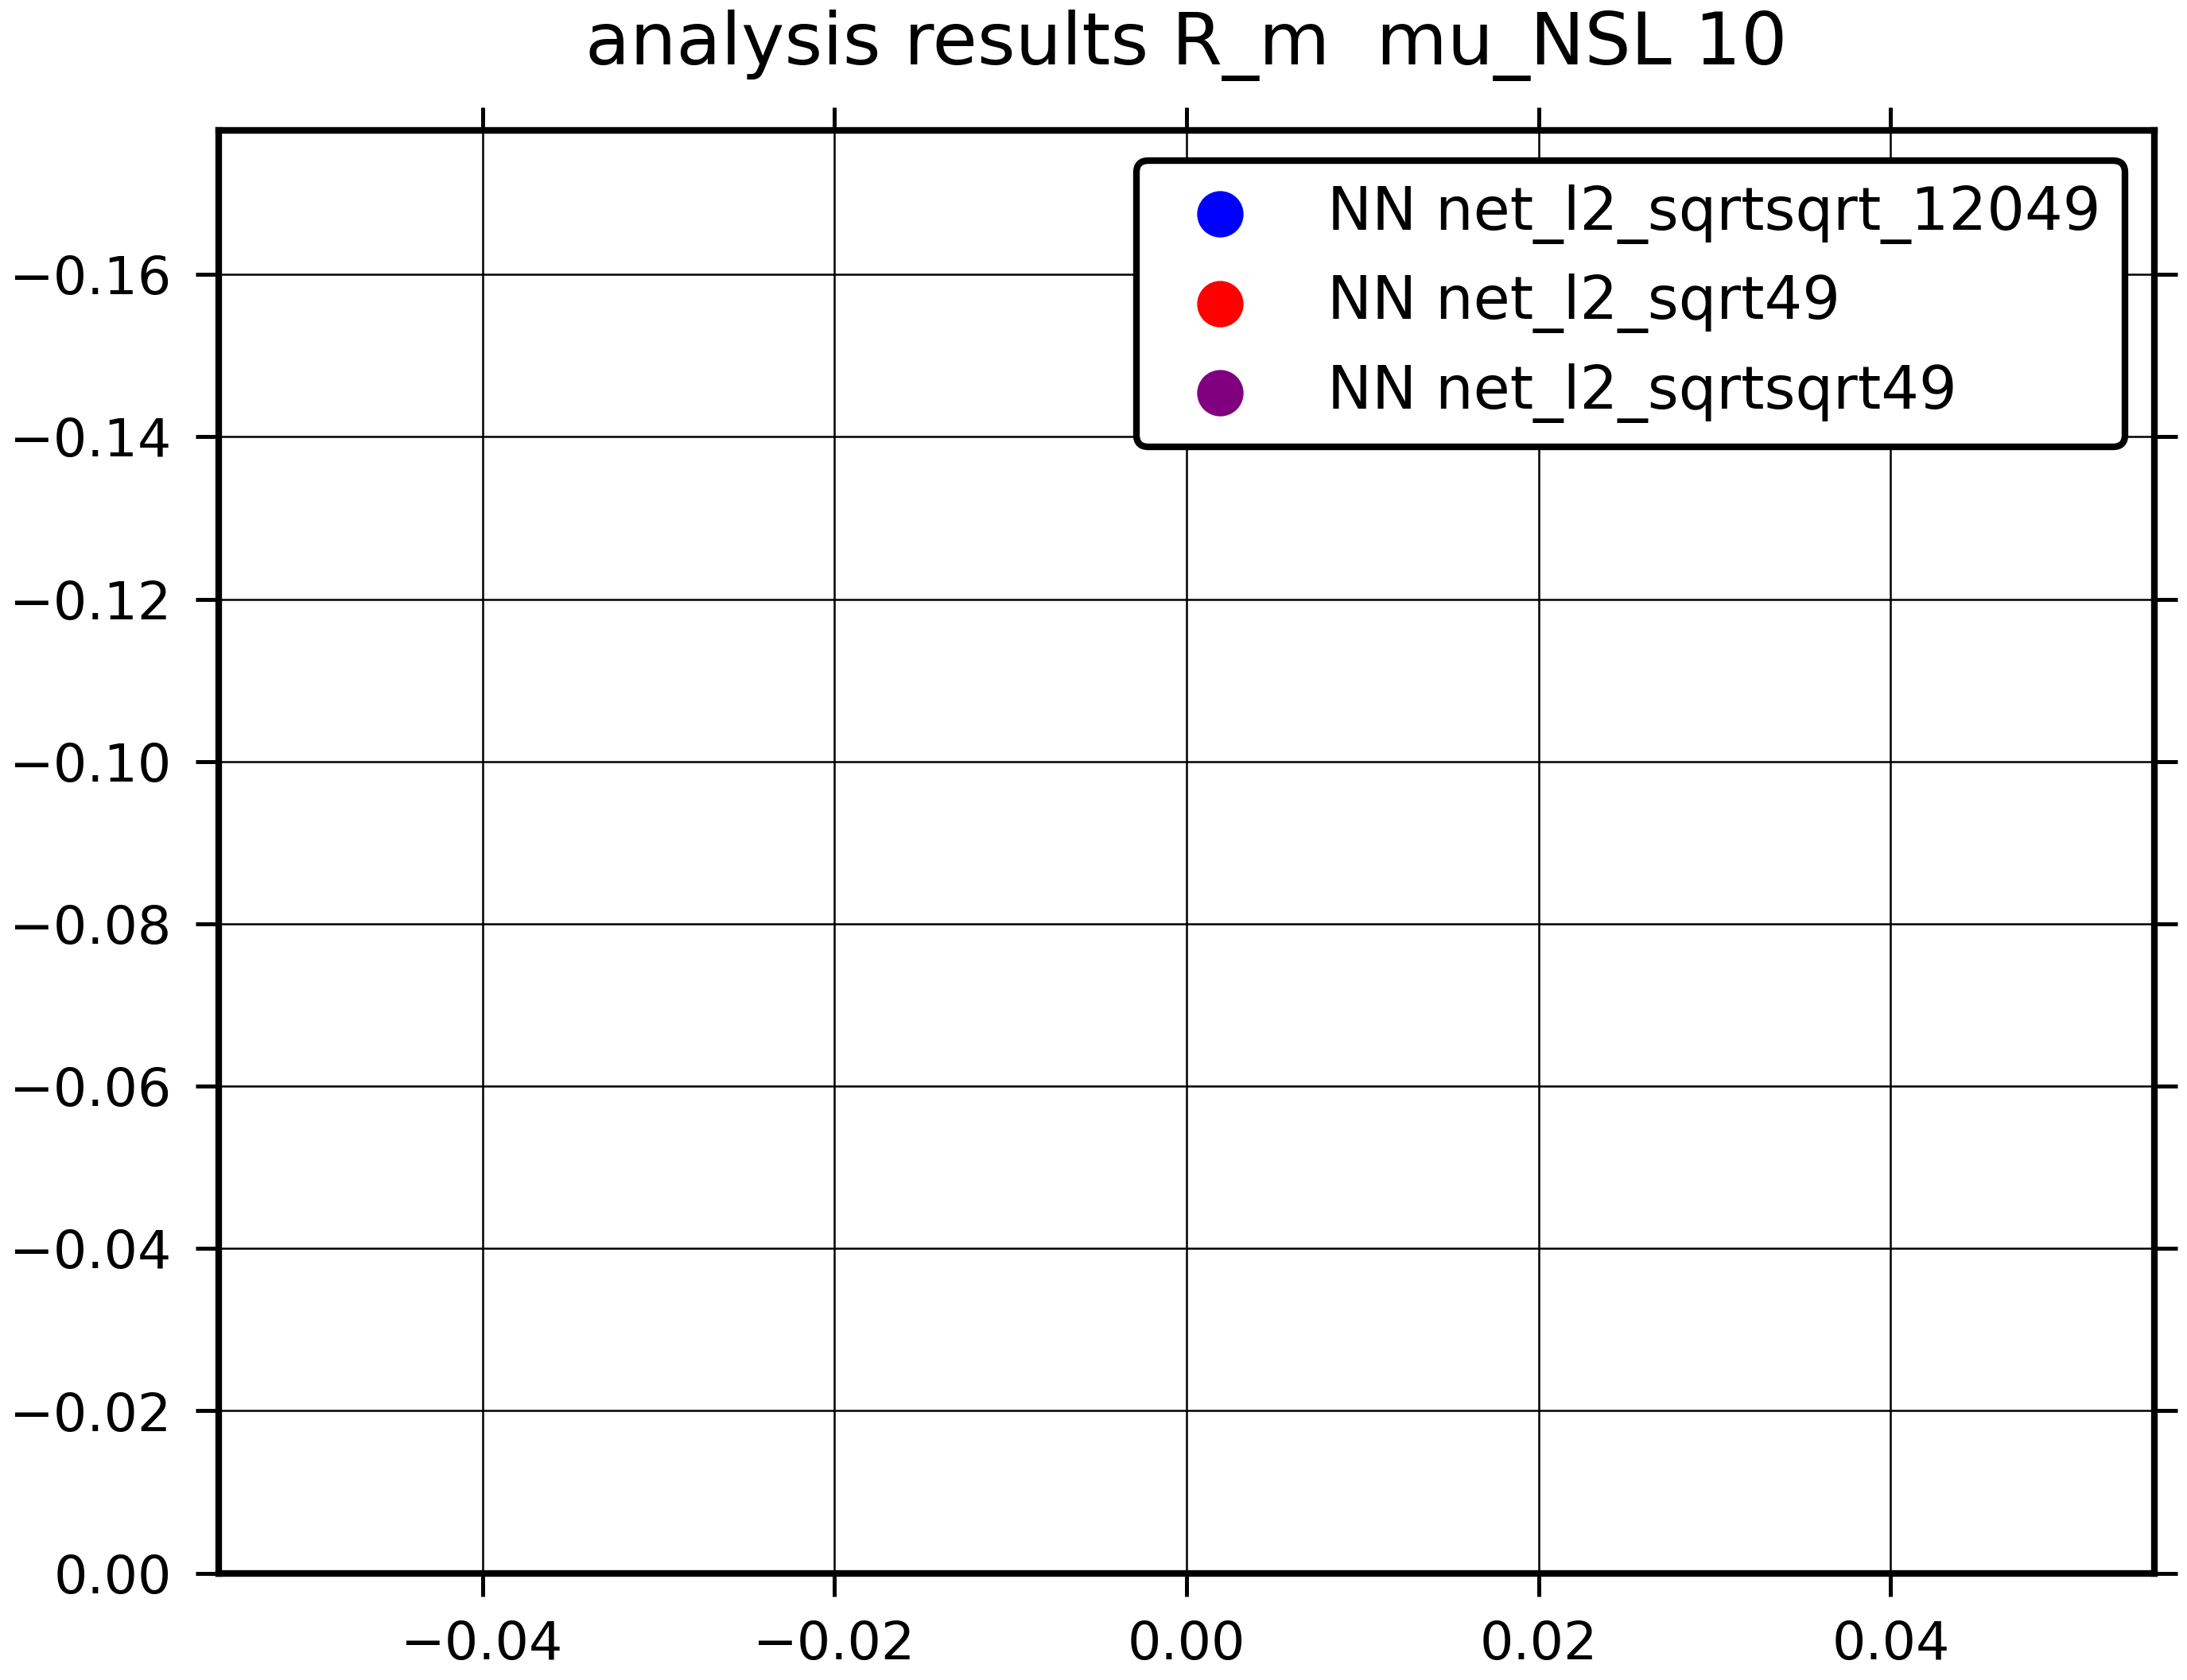 analysis results R_m  mu_NSL 10
NN net_l2_sqrtsqrt_12049
NN net_l2_sqrt49
NN net_l2_sqrtsqrt49
−0.16
−0.14
−0.12
−0.10
−0.08
−0.06
−0.04
−0.02
0.00
−0.04 −0.02 0.00 0.02 0.04